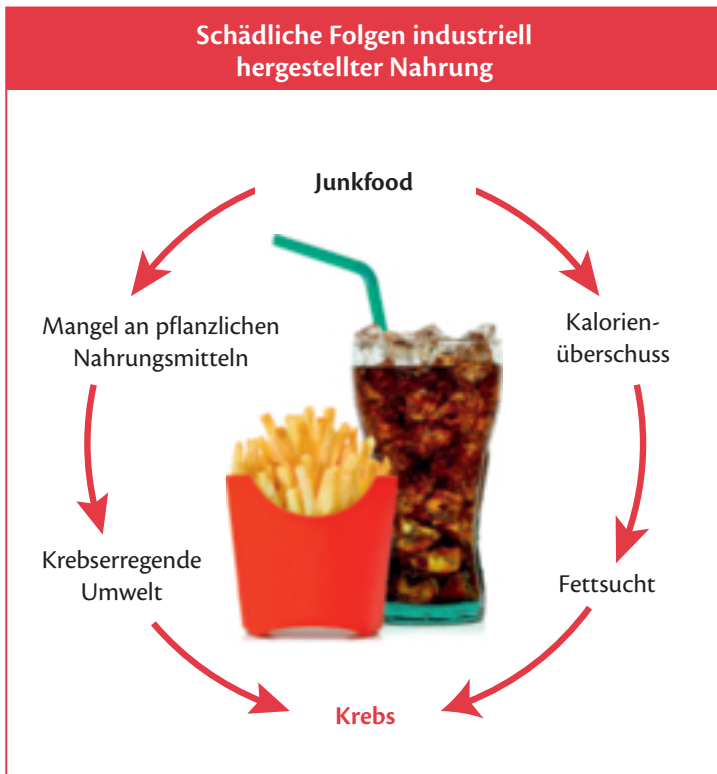 Schädliche Folgen industriell
hergestellter Nahrung
Junkfood
Mangel an pflanzlichen
Nahrungsmitteln
Kalorien-
überschuss
Krebserregende
Umwelt
Fettsucht
Krebs